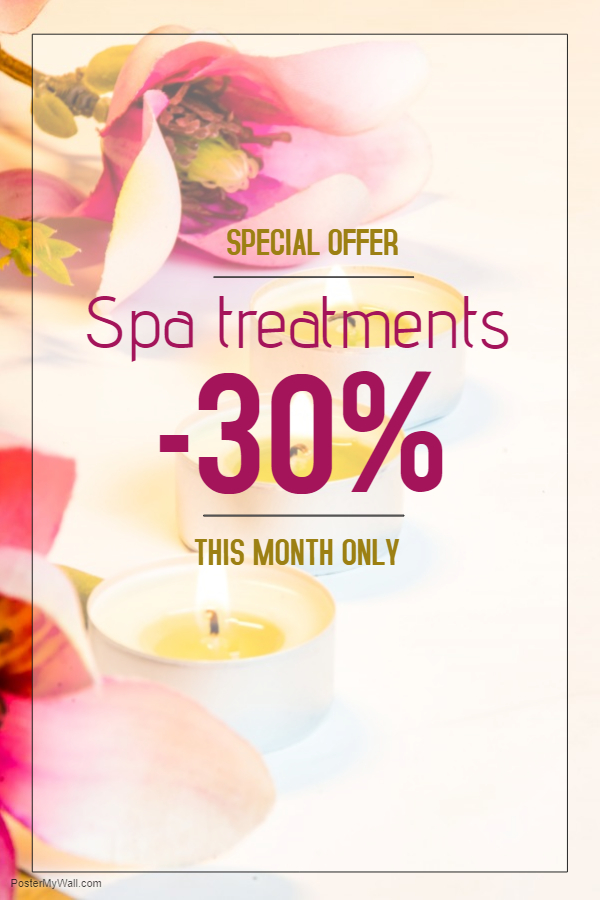 SPECIAL OFFER
Spa treatments
-30%
THIS MONTH ONLY
PosterMyWall.com